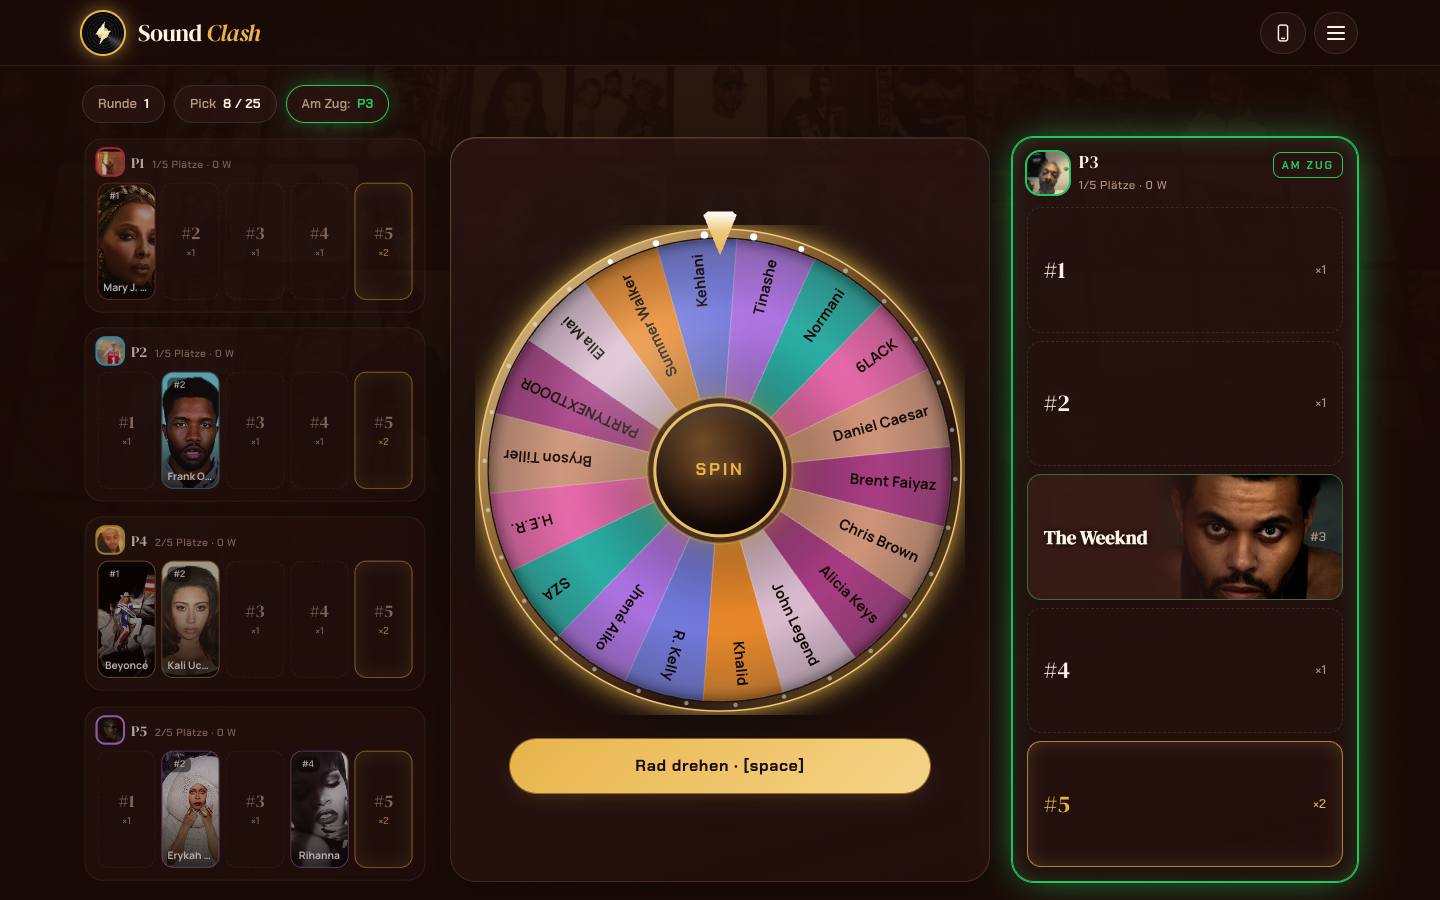 Sound Clash
Runde 1
Pick 8 / 25
Am Zug: P3
P1 1/5 Plätze · 0 W
#1
Mary J. ...
#2
×1
#3
×1
#4
×1
#5
×2
P2 1/5 Plätze · 0 W
#1
×1
#2
Frank O...
#3
×1
#4
×1
#5
×2
P4 2/5 Plätze · 0 W
#1
Beyoncé
#2
Kali Uc...
#3
×1
#4
×1
#5
×2
P5 2/5 Plätze · 0 W
#1
×1
#2
Erykah ...
#3
×1
#4
Rihanna
#5
×2
Kehlani
Tinashe
Normani
6LACK
Daniel Caesar
Brent Faiyaz
Chris Brown
Alicia Keys
John Legend
Khalid
R. Kelly
Jhené Aiko
SZA
H.E.R.
Bryson Tiller
PARTYNEXTDOOR
Ella Mai
Summer Walker
SPIN
Rad drehen · [space]
P3
1/5 Plätze · 0 W
AM ZUG
#1
×1
#2
×1
The Weeknd
#3
#4
×1
#5
×2